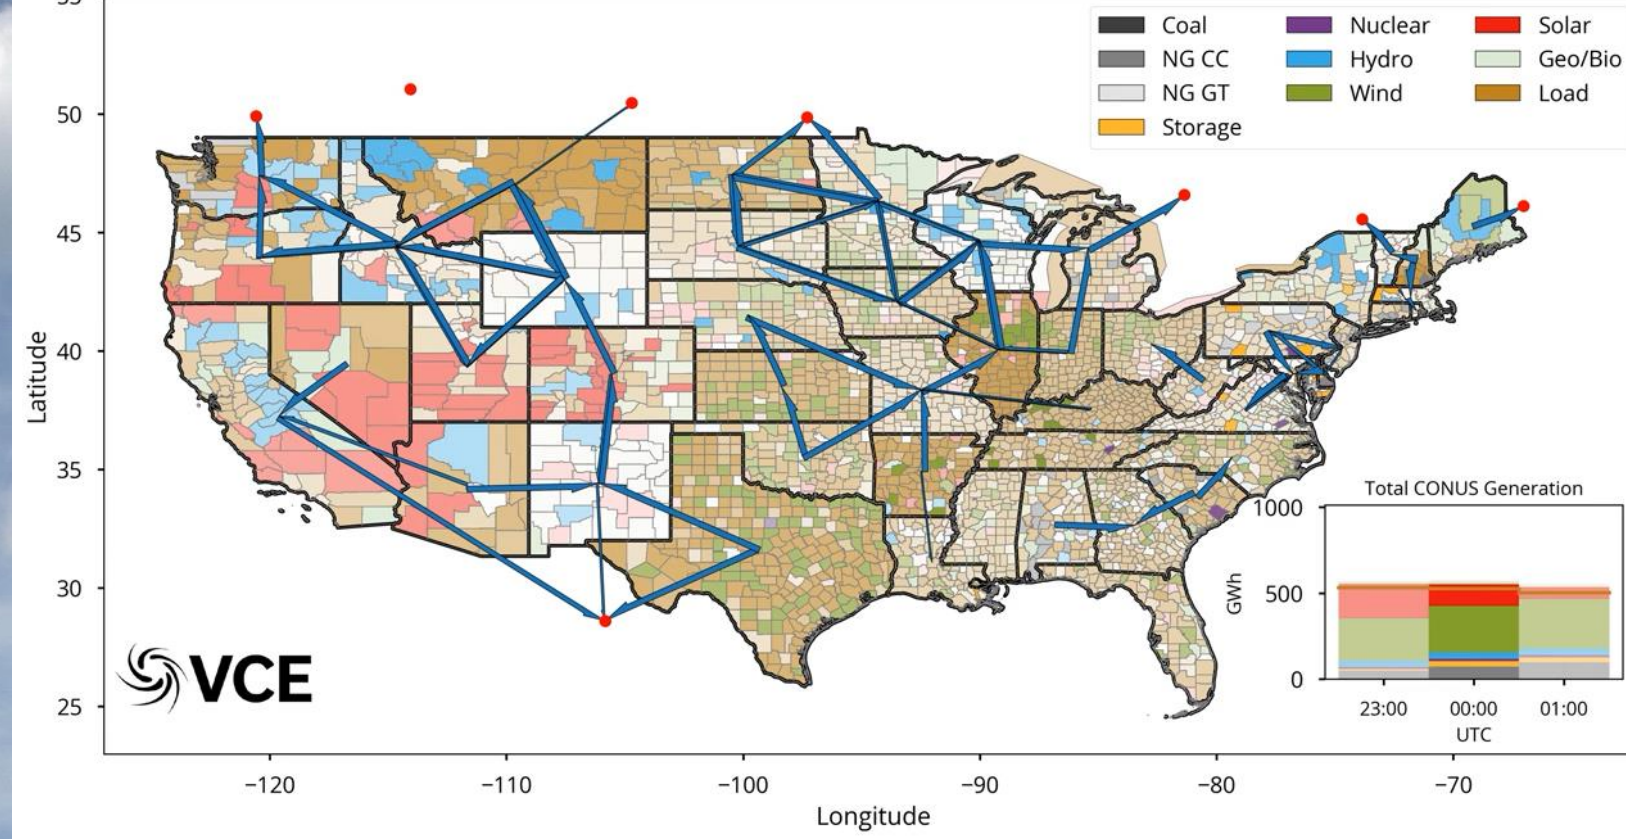 55
Coal Nuclear Solar
NG CC Hydro Geo/Bio
NG GT Wind Load
Storage
50
45
40
35
30
25
Latitude
−120 −110 −100 −90 −80 −70
Longitude
VCE
Total CONUS Generation
1000
500
0
GWh
23:00 00:00 01:00
UTC